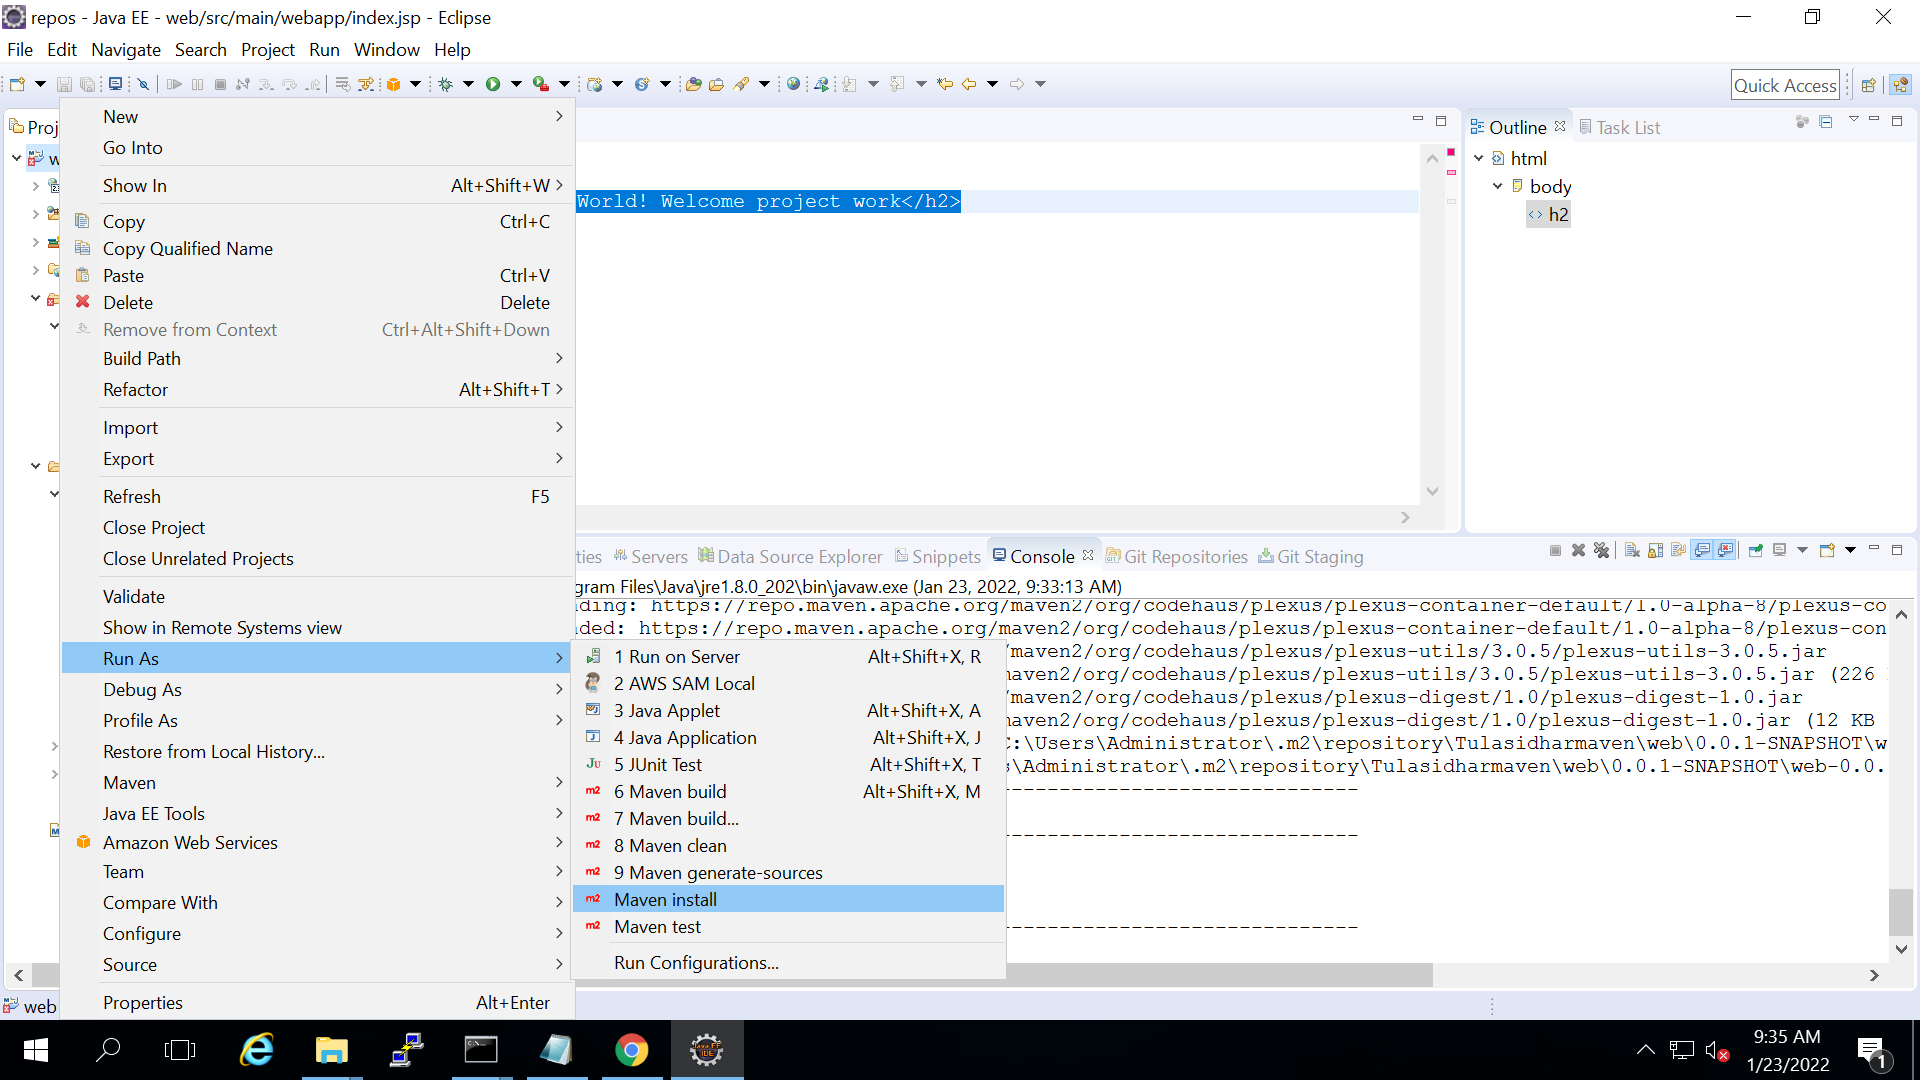 repos - Java EE - web/src/main/webapp/index.jsp - Eclipse
File Edit Navigate Search Project Run Window Help
Quick Access
Proj
w
New
Go Into
Show In Alt+Shift+W
Copy Ctrl+C
Copy Qualified Name
Paste Ctrl+V
Delete Delete
Remove from Context Ctrl+Alt+Shift+Down
Build Path
Refactor Alt+Shift+T
Import
Export
Refresh F5
Close Project
Close Unrelated Projects
Validate
Show in Remote Systems view
Run As
Debug As
Profile As
Restore from Local History...
Maven
Java EE Tools
Amazon Web Services
Team
Compare With
Configure
Source
Properties Alt+Enter
web
World! Welcome project work</h2>
Outline Task List
html
body
h2
ties Servers Data Source Explorer Snippets Console Git Repositories Git Staging
gram Files\Java\jre1.8.0_202\bin\javaw.exe (Jan 23, 2022, 9:33:13 AM)
ding: https://repo.maven.apache.org/maven2/org/codehaus/plexus/plexus-container-default/1.0-alpha-8/plexus-co
ded: https://repo.maven.apache.org/maven2/org/codehaus/plexus/plexus-container-default/1.0-alpha-8/plexus-con
maven2/org/codehaus/plexus/plexus-utils/3.0.5/plexus-utils-3.0.5.jar
maven2/org/codehaus/plexus/plexus-utils/3.0.5/plexus-utils-3.0.5.jar (226
maven2/org/codehaus/plexus/plexus-digest/1.0/plexus-digest-1.0.jar
maven2/org/codehaus/plexus/plexus-digest/1.0/plexus-digest-1.0.jar (12 KB
C:\Users\Administrator\.m2\repository\Tulasidharmaven\web\0.0.1-SNAPSHOT\w
s\Administrator\.m2\repository\Tulasidharmaven\web\0.0.1-SNAPSHOT\web-0.0.
-----------------------------
-----------------------------
-----------------------------
1 Run on Server Alt+Shift+X, R
2 AWS SAM Local
3 Java Applet Alt+Shift+X, A
4 Java Application Alt+Shift+X, J
Ju 5 JUnit Test Alt+Shift+X, T
m2 6 Maven build Alt+Shift+X, M
m2 7 Maven build...
m2 8 Maven clean
m2 9 Maven generate-sources
m2 Maven install
m2 Maven test
Run Configurations...
Java EE
IDE
9:35 AM
1/23/2022
1